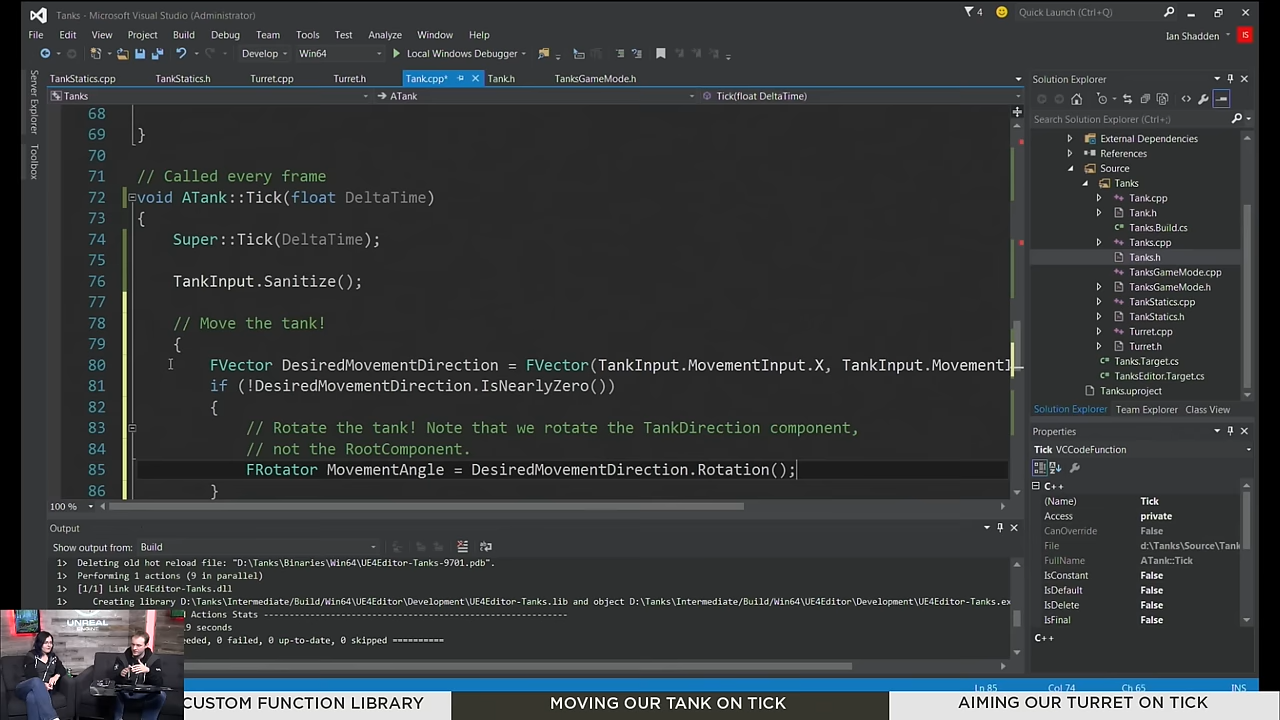 Tanks - Microsoft Visual Studio (Administrator)
4
Quick Launch (Ctrl+Q)
File Edit View Project Build Debug Team Tools Test Analyze Window Help
Ian Shadden
IS
Develop
Win64
Local Windows Debugger
Server Explorer
Toolbox
TankStatics.cpp
TankStatics.h
Turret.cpp
Turret.h
Tank.cpp*
Tank.h
TanksGameMode.h
Tanks
ATank
Tick(float DeltaTime)
68
69 }
70
71 // Called every frame
72 void ATank::Tick(float DeltaTime)
73 {
74 Super::Tick(DeltaTime);
75
76 TankInput.Sanitize();
77
78 // Move the tank!
79 {
80 FVector DesiredMovementDirection = FVector(TankInput.MovementInput.X, TankInput.MovementI
81 if (!DesiredMovementDirection.IsNearlyZero())
82 {
83 // Rotate the tank! Note that we rotate the TankDirection component,
84 // not the RootComponent.
85 FRotator MovementAngle = DesiredMovementDirection.Rotation();
86 }
100 %
Output
Show output from: Build
1> Deleting old hot reload file: "D:\Tanks\Binaries\Win64\UE4Editor-Tanks-9701.pdb".
1> Performing 1 actions (9 in parallel)
1> [1/1] Link UE4Editor-Tanks.dll
1> Creating library D:\Tanks\Intermediate\Build\Win64\UE4Editor\Development\UE4Editor-Tanks.lib and object D:\Tanks\Intermediate\Build\Win64\UE4Editor\Development\UE4Editor-Tanks.ex
Actions Stats
9 seconds
eeded, 0 failed, 0 up-to-date, 0 skipped ==========
Solution Explorer
Search Solution Explorer (Ctrl+;)
External Dependencies
References
Source
Tanks
Tank.cpp
Tank.h
Tanks.Build.cs
Tanks.cpp
Tanks.h
TanksGameMode.cpp
TanksGameMode.h
TankStatics.cpp
TankStatics.h
Turret.cpp
Turret.h
Tanks.Target.cs
TanksEditor.Target.cs
Tanks.uproject
Solution Explorer Team Explorer Class View
Properties
Tick VCCodeFunction
C++
(Name) Tick
Access private
CanOverride False
File d:\Tanks\Source\Tank
FullName ATank::Tick
IsConstant False
IsDefault False
IsDelete False
IsFinal False
C++
Ln 85 Col 74 Ch 65 INS
UNREAL
CUSTOM FUNCTION LIBRARY
MOVING OUR TANK ON TICK
AIMING OUR TURRET ON TICK